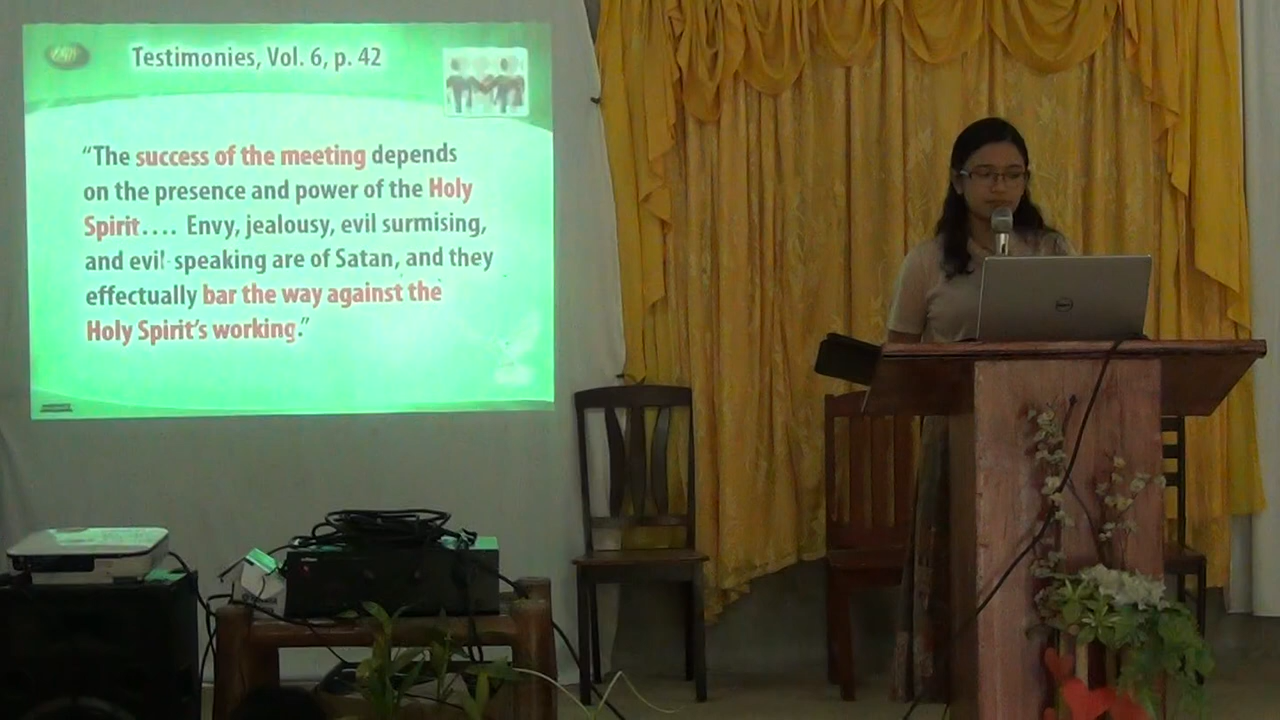 Testimonies, Vol. 6, p. 42
“The success of the meeting depends
on the presence and power of the Holy
Spirit.... Envy, jealousy, evil surmising,
and evil speaking are of Satan, and they
effectually bar the way against the
Holy Spirit’s working.”
DELL